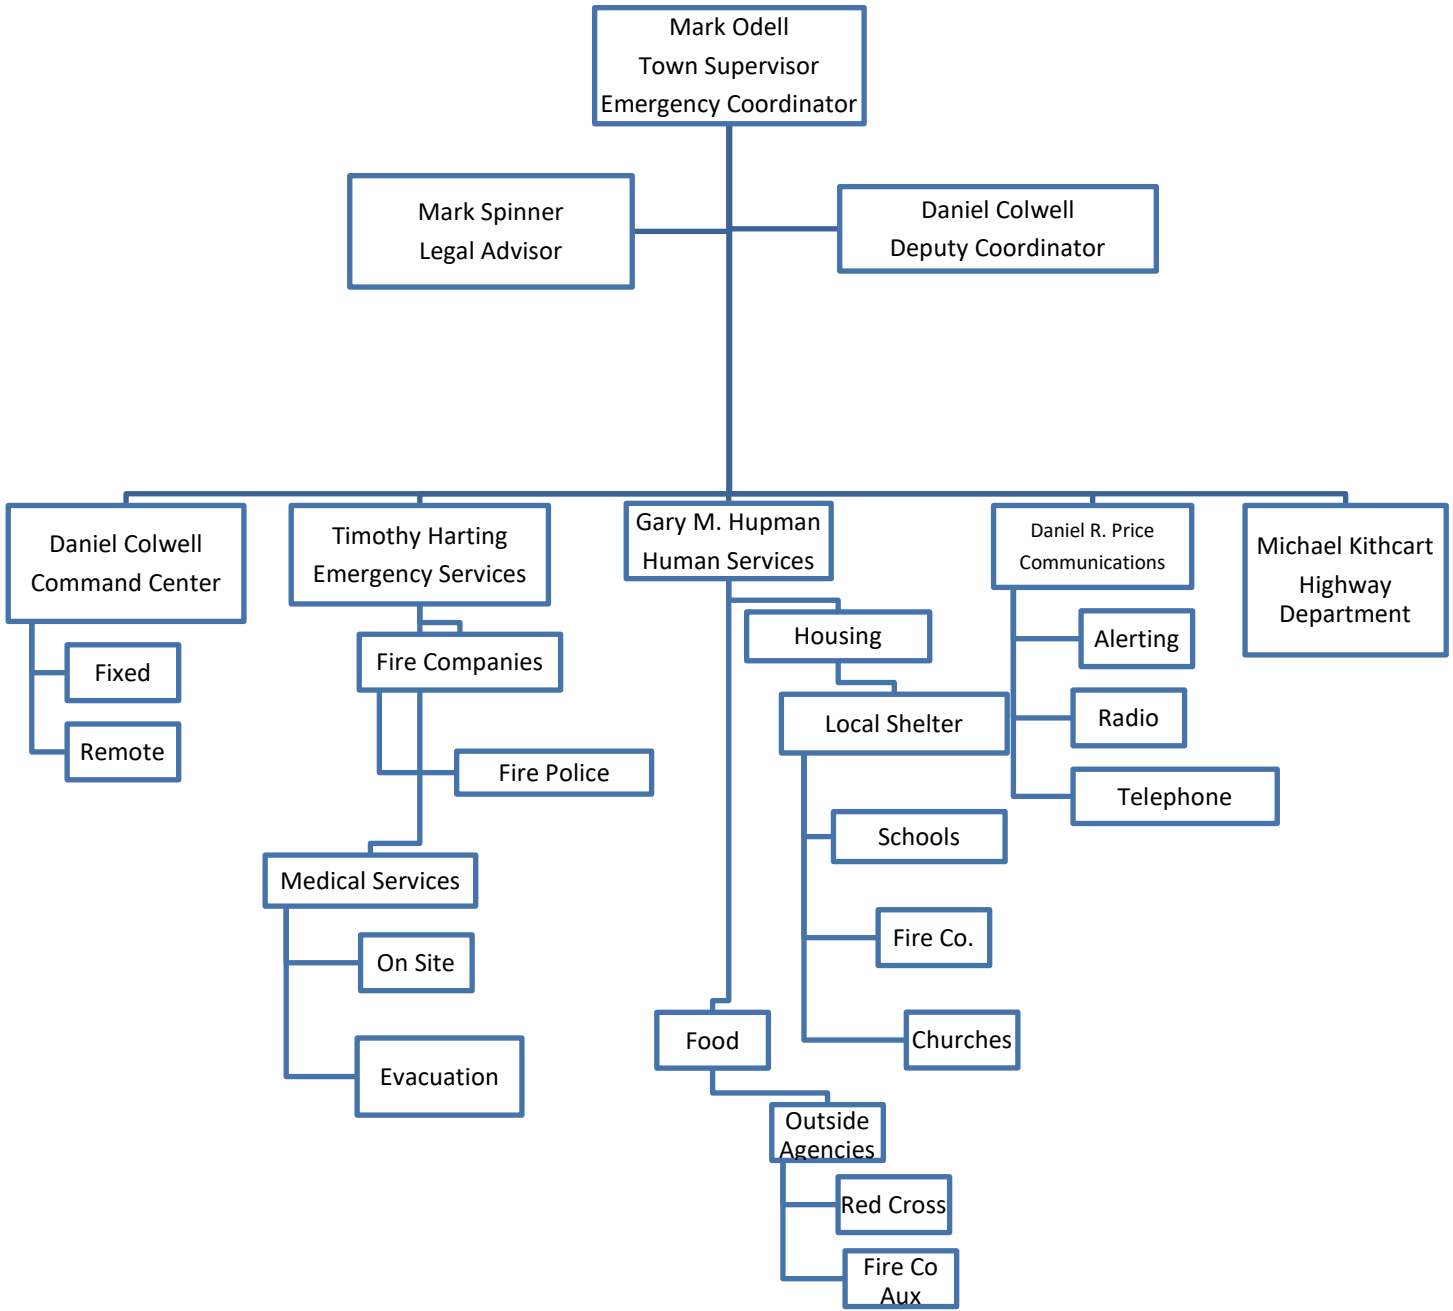 Mark Odell
Town Supervisor
Emergency Coordinator
Mark Spinner
Legal Advisor
Daniel Colwell
Deputy Coordinator
Daniel Colwell
Command Center
Fixed
Remote
Timothy Harting
Emergency Services
Fire Companies
Fire Police
Medical Services
On Site
Evacuation
Gary M. Hupman
Human Services
Housing
Local Shelter
Schools
Fire Co.
Churches
Food
Outside
Agencies
Red Cross
Fire Co
Aux
Daniel R. Price
Communications
Alerting
Radio
Telephone
Michael Kithcart
Highway
Department